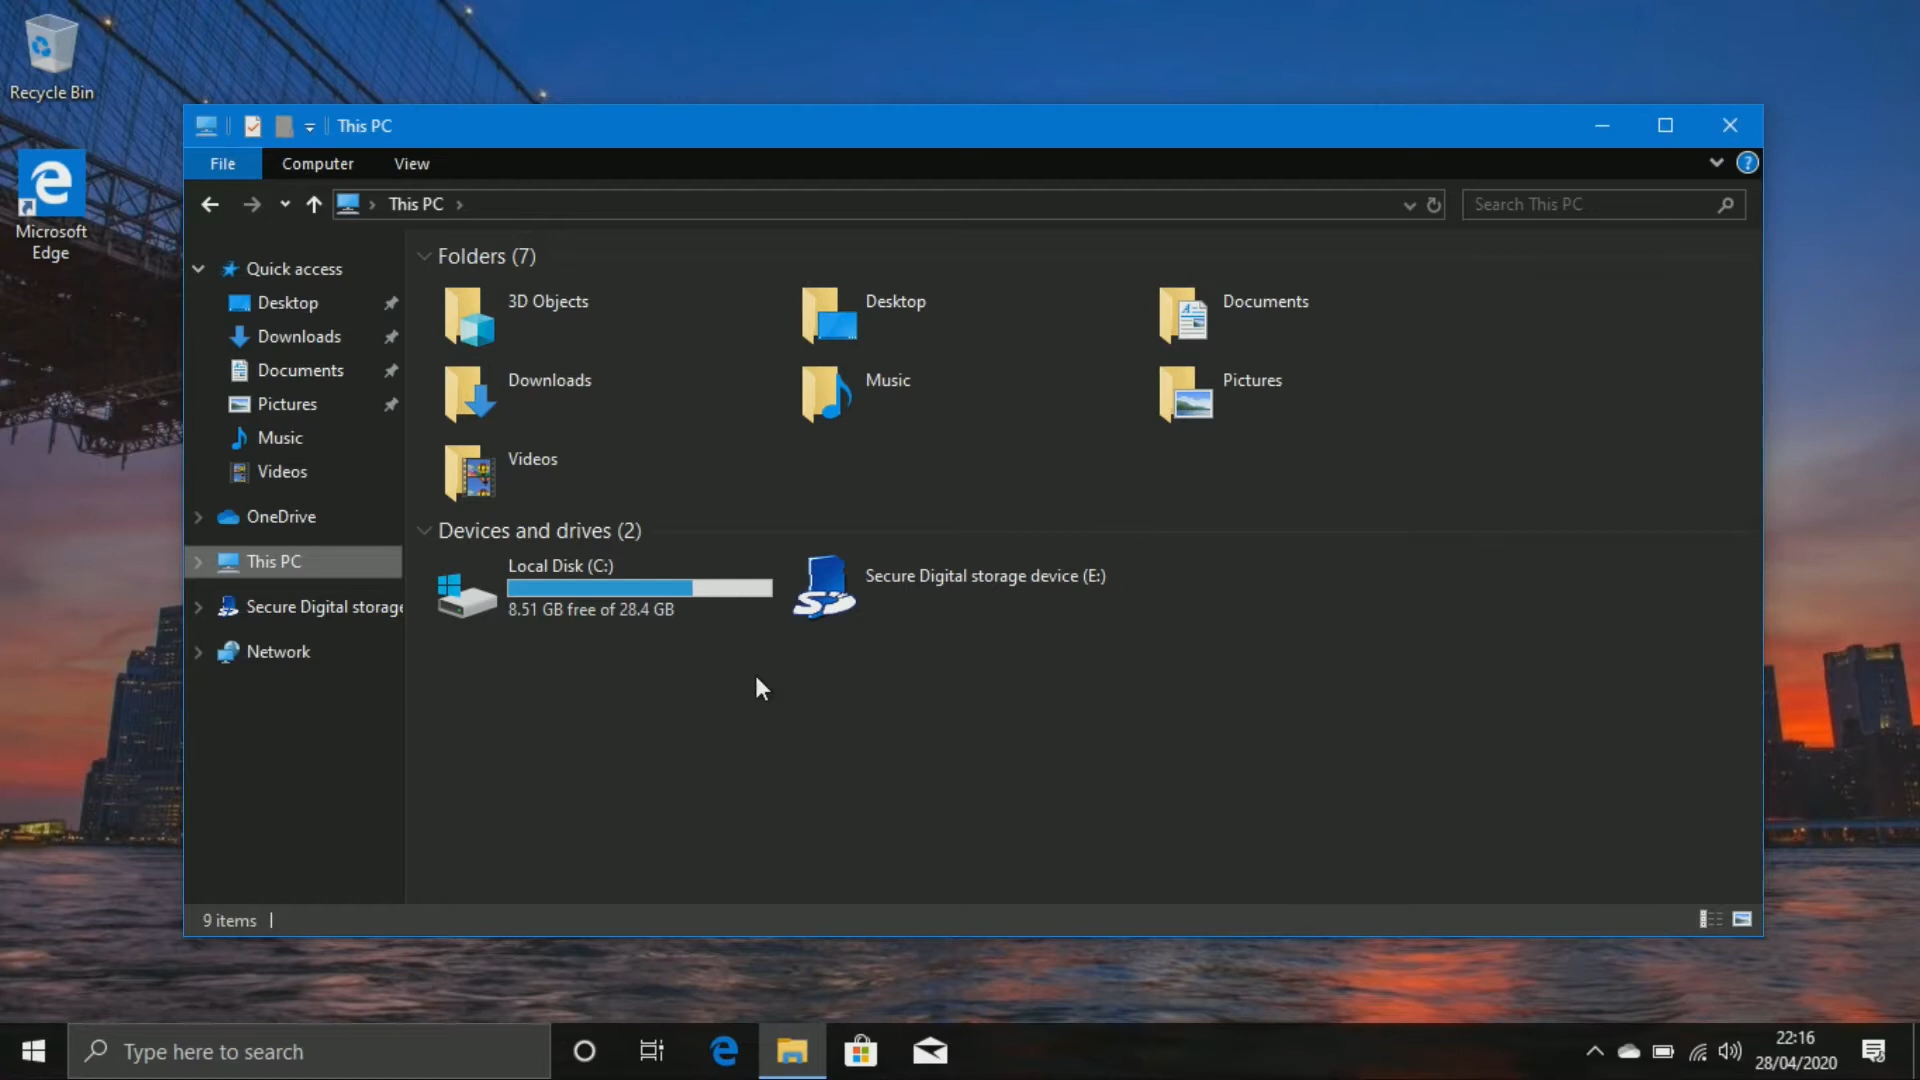 Recycle Bin
Microsoft
Edge
This PC
File Computer View
This PC
Search This PC
Quick access
Desktop
Downloads
Documents
Pictures
Music
Videos
OneDrive
This PC
Secure Digital storage
Network
Folders (7)
3D Objects
Desktop
Documents
Downloads
Music
Pictures
Videos
Devices and drives (2)
Local Disk (C:)
8.51 GB free of 28.4 GB
Secure Digital storage device (E:)
9 items
Type here to search
22:16
28/04/2020